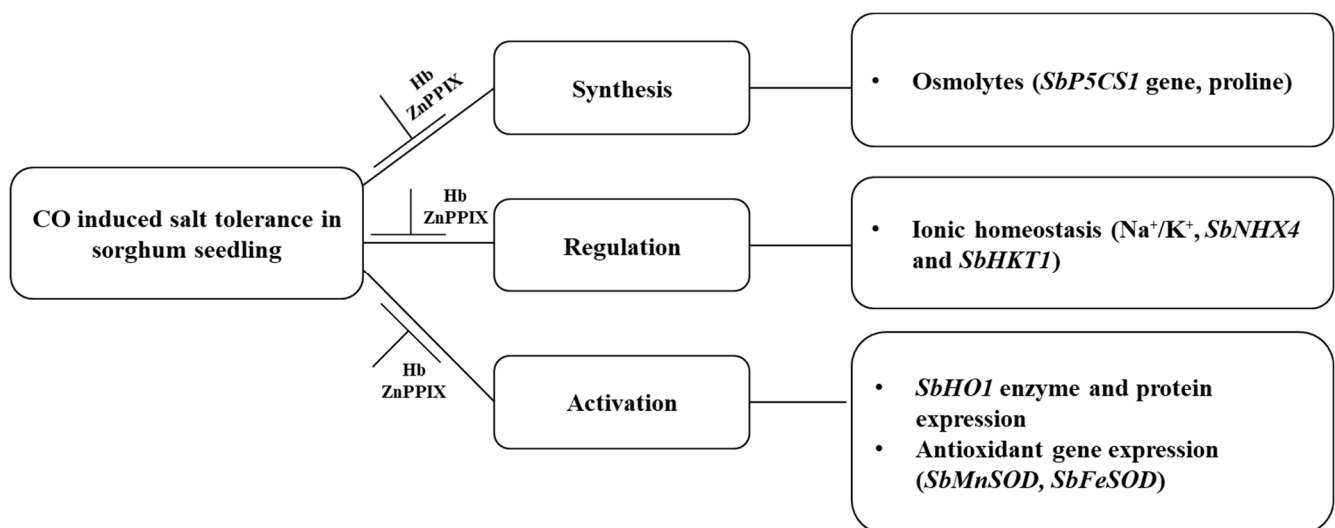 Hb
ZnPPIX
Synthesis
• Osmolytes (SbP5CS1 gene, proline)
CO induced salt tolerance in
sorghum seedling
Hb
ZnPPIX
Regulation
• Ionic homeostasis (Na⁺/K⁺, SbNHX4
and SbHKT1)
Hb
ZnPPIX
Activation
• SbHO1 enzyme and protein
expression
• Antioxidant gene expression
(SbMnSOD, SbFeSOD)